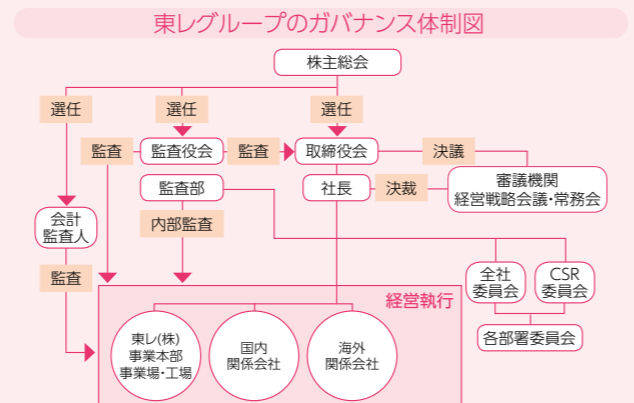 東レグループのガバナンス体制図
株主総会
選任
選任
選任
監査
監査役会
監査
取締役会
決議
監査部
社長
決裁
審議機関
経営戦略会議・常務会
会計
監査人
内部監査
監査
全社
委員会
CSR
委員会
経営執行
各部署委員会
東レ(株)
事業本部
事業場・工場
国内
関係会社
海外
関係会社